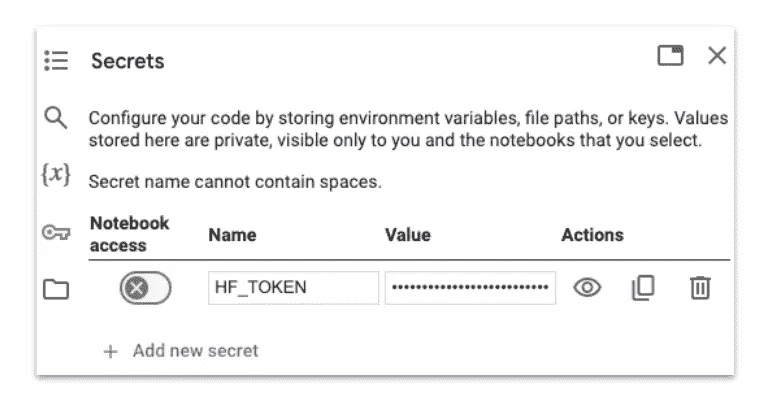 Secrets
Configure your code by storing environment variables, file paths, or keys. Values
stored here are private, visible only to you and the notebooks that you select.
{x}
Secret name cannot contain spaces.
Notebook access Name Value Actions
HF_TOKEN ••••••••••••••••••••••••••
+ Add new secret